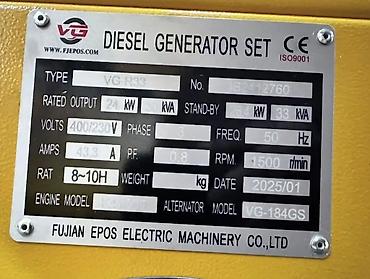 VG
WWW.FJEPOS.COM
DIESEL GENERATOR SET CE
ISO9001
TYPE VG-R33 No.
RATED OUTPUT 24 kW kVA STAND-BY kW 33 kVA
VOLTS 400/230 V PHASE 3 FREQ. 50 Hz
AMPS 43.3 A P.F. 0.8 RPM. 1500 r/min
RAT 8~10H WEIGHT kg DATE 2025/01
ENGINE MODEL ALTERNATOR MODEL VG-184GS
FUJIAN EPOS ELECTRIC MACHINERY CO.,LTD